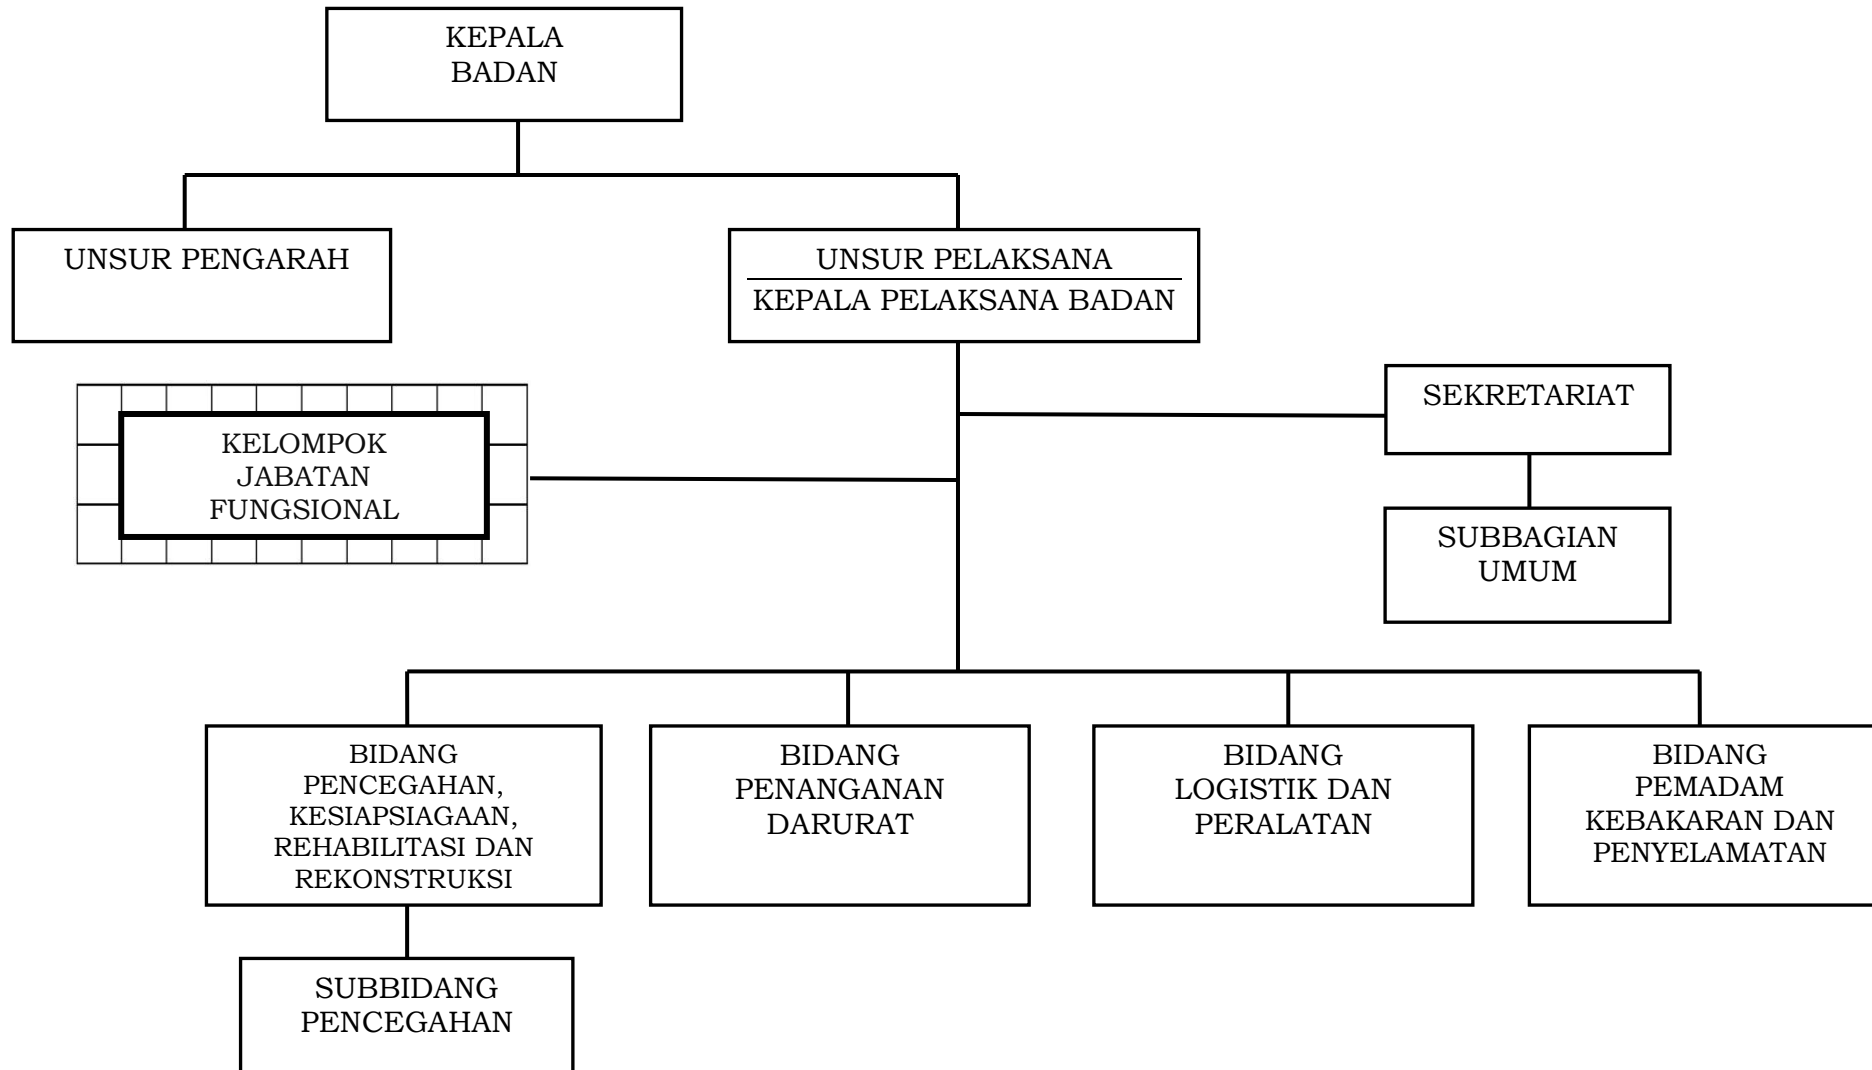 KEPALA
BADAN
UNSUR PENGARAH
UNSUR PELAKSANA
KEPALA PELAKSANA BADAN
SEKRETARIAT
KELOMPOK
JABATAN
FUNGSIONAL
SUBBAGIAN
UMUM
BIDANG
PENCEGAHAN,
KESIAPSIAGAAN,
REHABILITASI DAN
REKONSTRUKSI
BIDANG
PENANGANAN
DARURAT
BIDANG
LOGISTIK DAN
PERALATAN
BIDANG
PEMADAM
KEBAKARAN DAN
PENYELAMATAN
SUBBIDANG
PENCEGAHAN